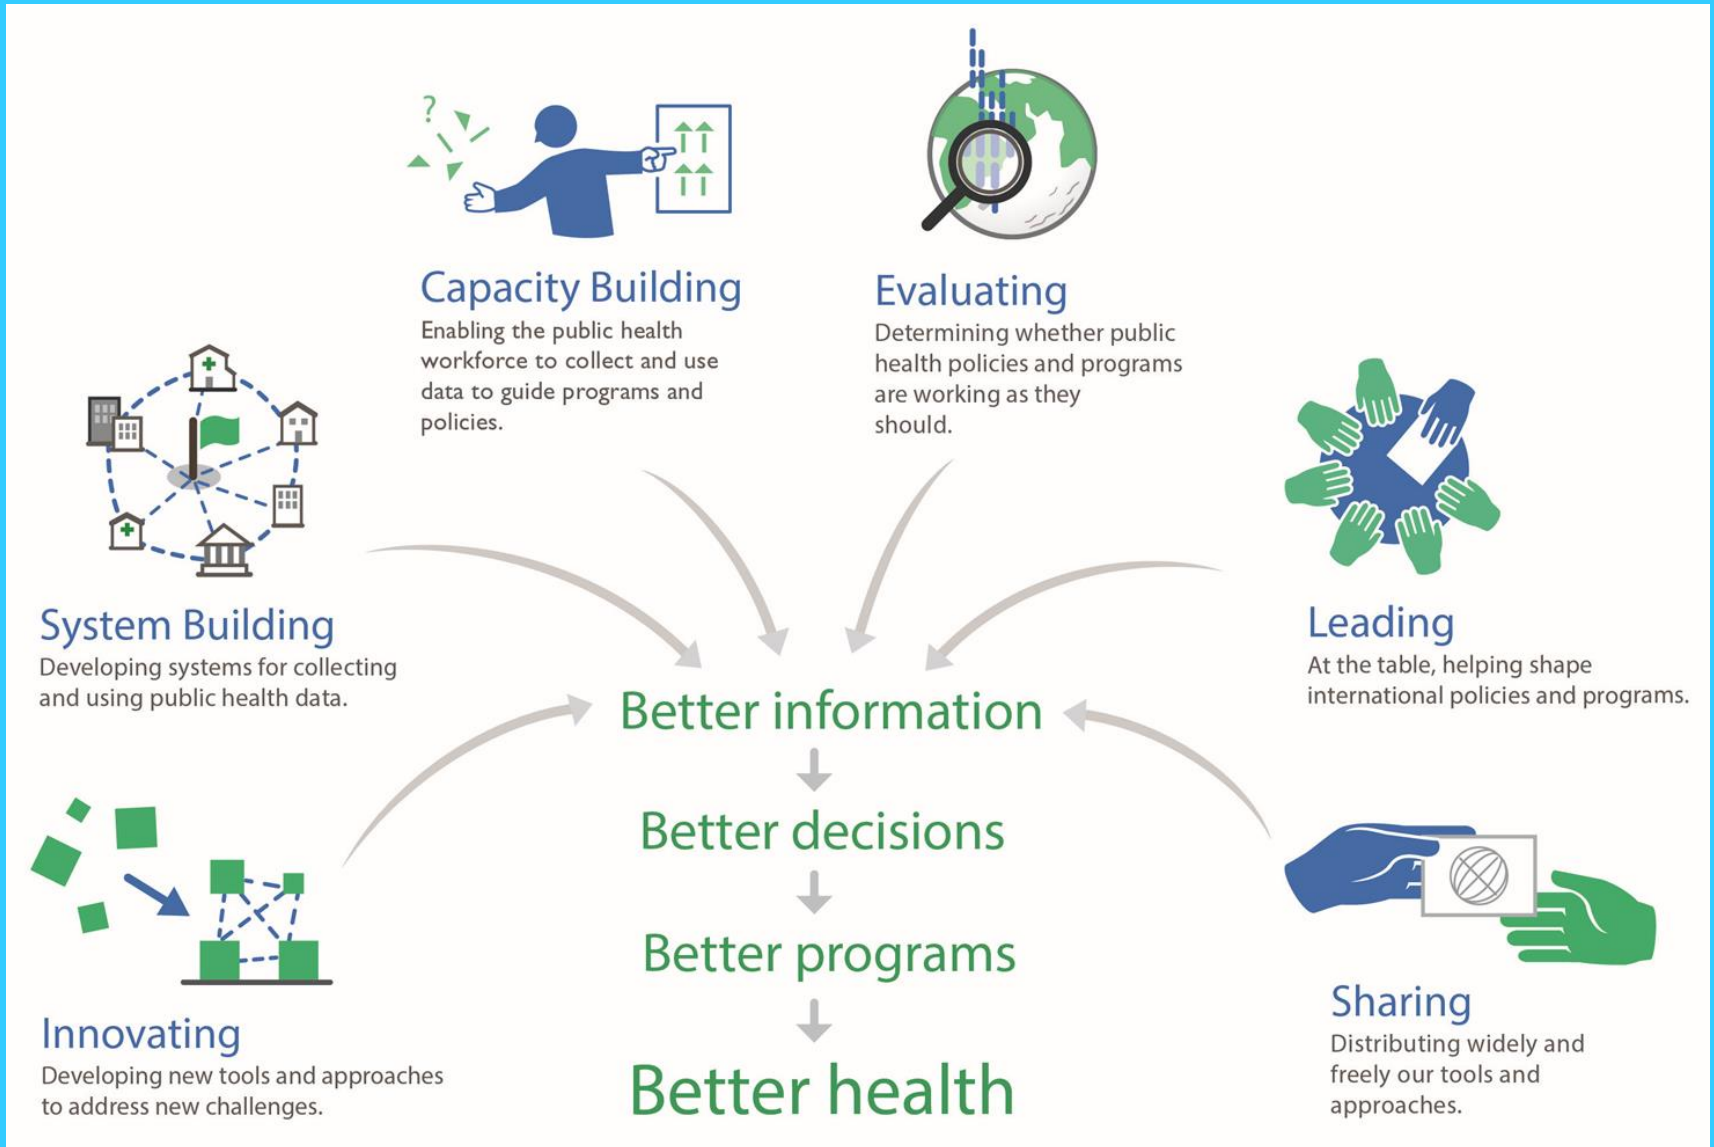 ?
Capacity Building
Enabling the public health
workforce to collect and use
data to guide programs and
policies.
Evaluating
Determining whether public
health policies and programs
are working as they
should.
System Building
Developing systems for collecting
and using public health data.
Leading
At the table, helping shape
international policies and programs.
Innovating
Developing new tools and approaches
to address new challenges.
Better information
Better decisions
Better programs
Better health
Sharing
Distributing widely and
freely our tools and
approaches.